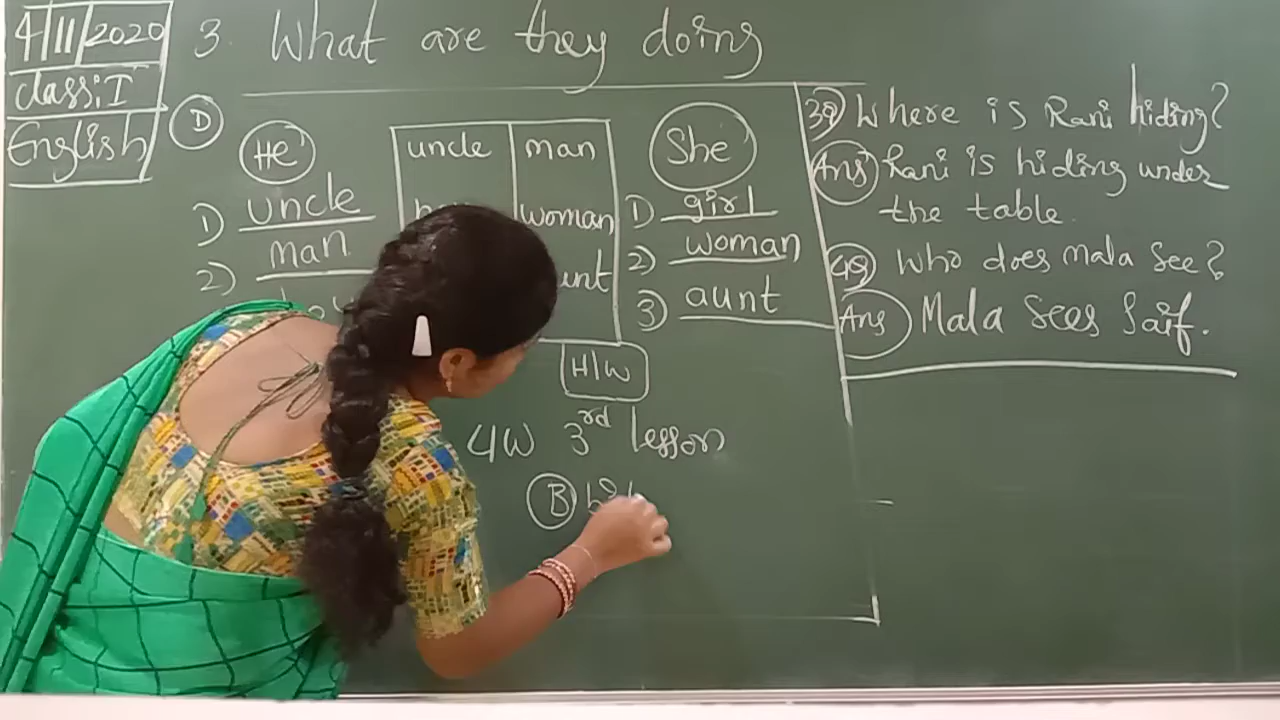 4/11/2020
class: I
English
3. What are they doing
D
He
1) uncle
2) man
uncle man
woman
She
1) girl
2) woman
3) aunt
H/W
4W 3rd lesson
B
3Q Where is Rani hiding?
Ans Rani is hiding under
the table.
4Q Who does mala see?
Ans Mala sees Saif.